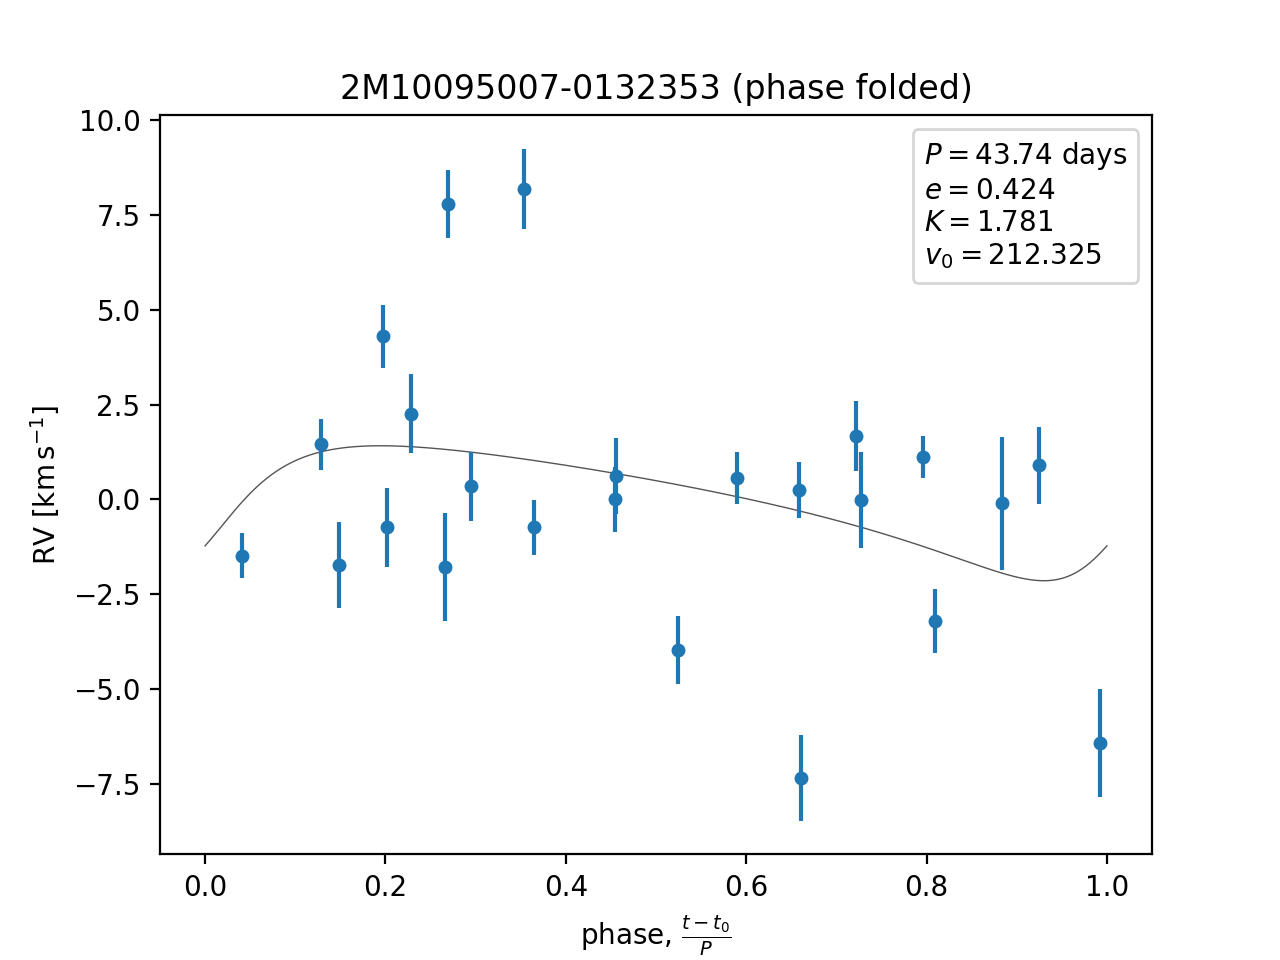 2M10095007-0132353 (phase folded)
P = 43.74 days
e = 0.424
K = 1.781
v₀ = 212.325
10.0
7.5
5.0
2.5
0.0
−2.5
−5.0
−7.5
RV [km s⁻¹]
0.0 0.2 0.4 0.6 0.8 1.0
phase, (t − t₀)/P